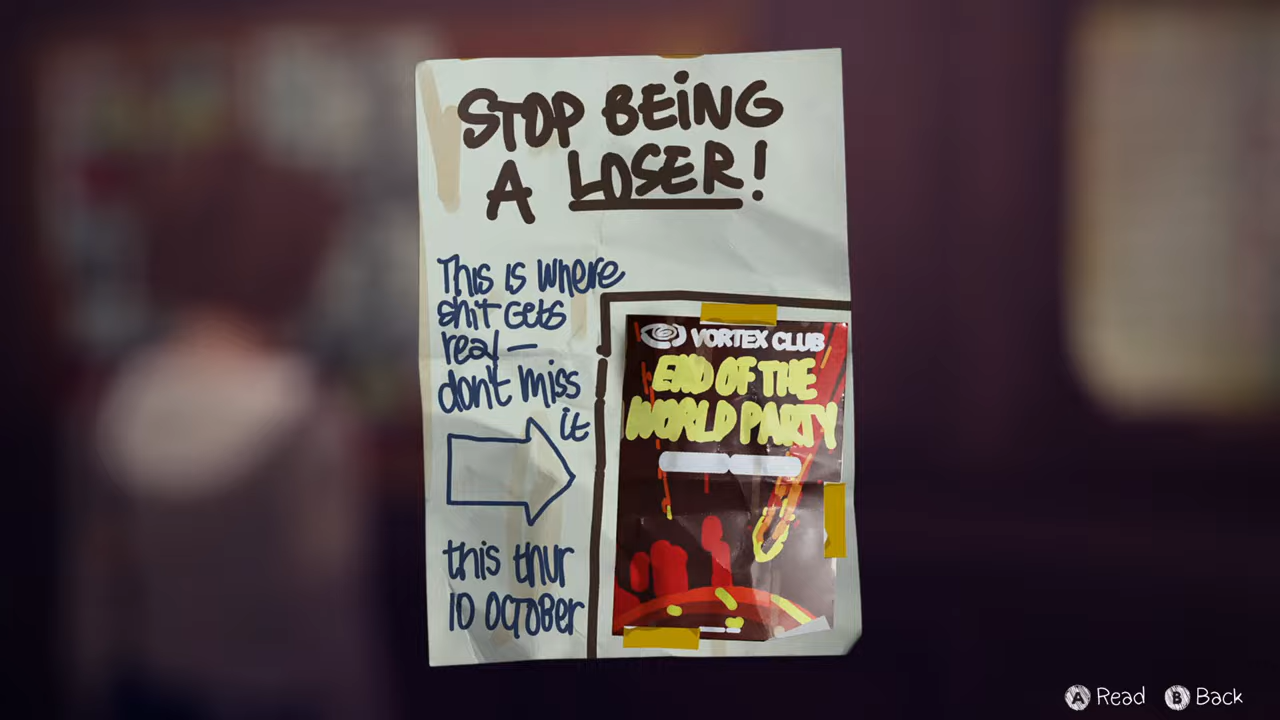 STOP BEING
A LOSER!
This is where
shit gets
real —
don't miss
it
this thur
10 OCTOBER
VORTEX CLUB
END OF THE
WORLD PARTY
A Read B Back